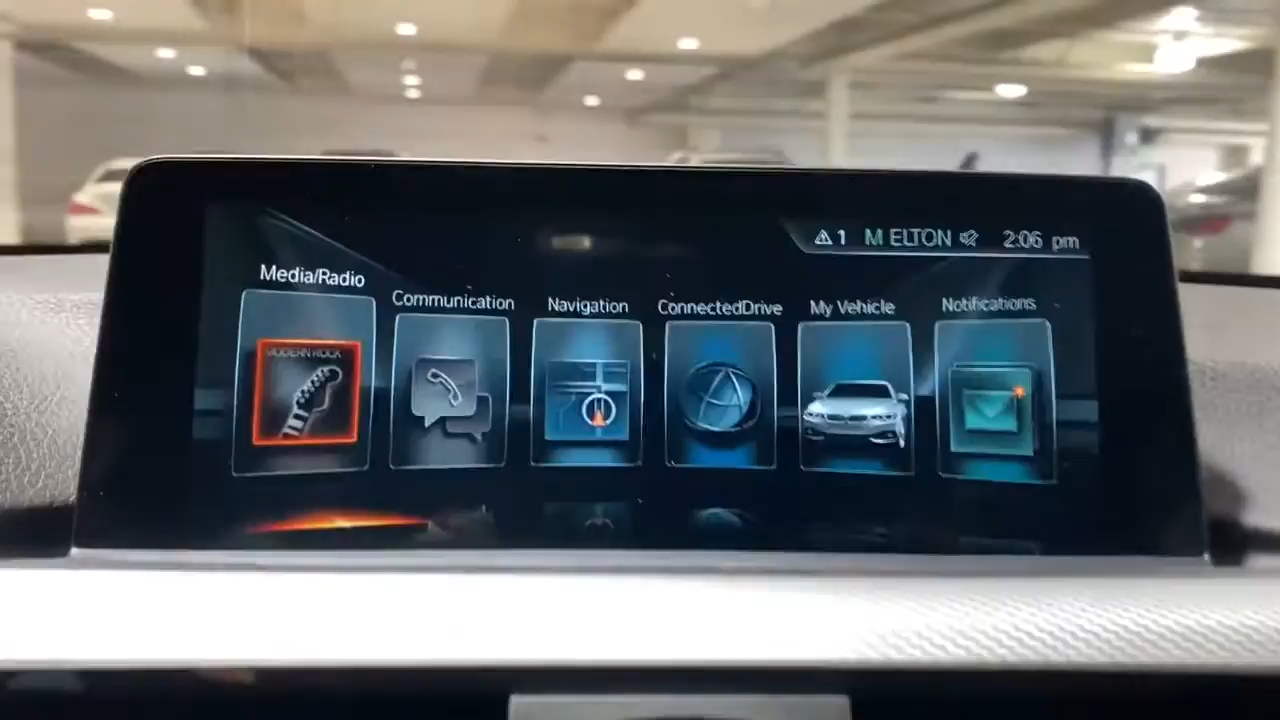 1 M ELTON 2:06 pm
Media/Radio
Communication
Navigation
ConnectedDrive
My Vehicle
Notifications
MODERN ROCK